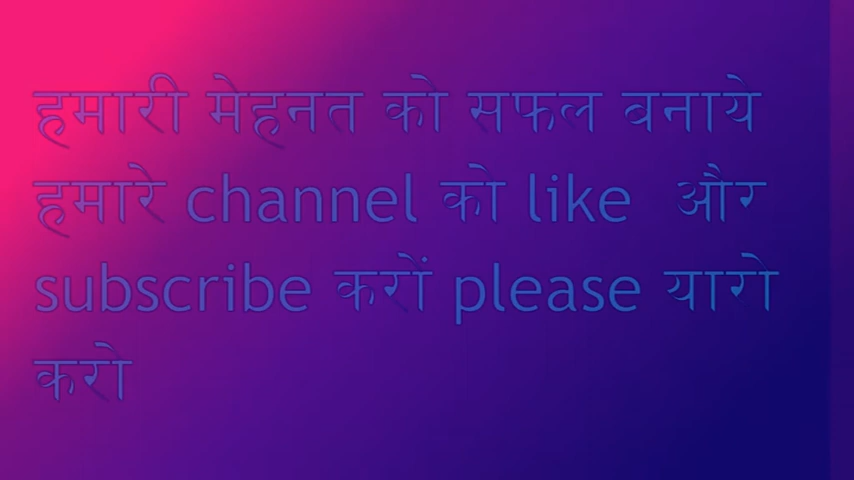 हमारी मेहनत को सफल बनाये
हमारे channel को like और
subscribe करों please यारो
करो